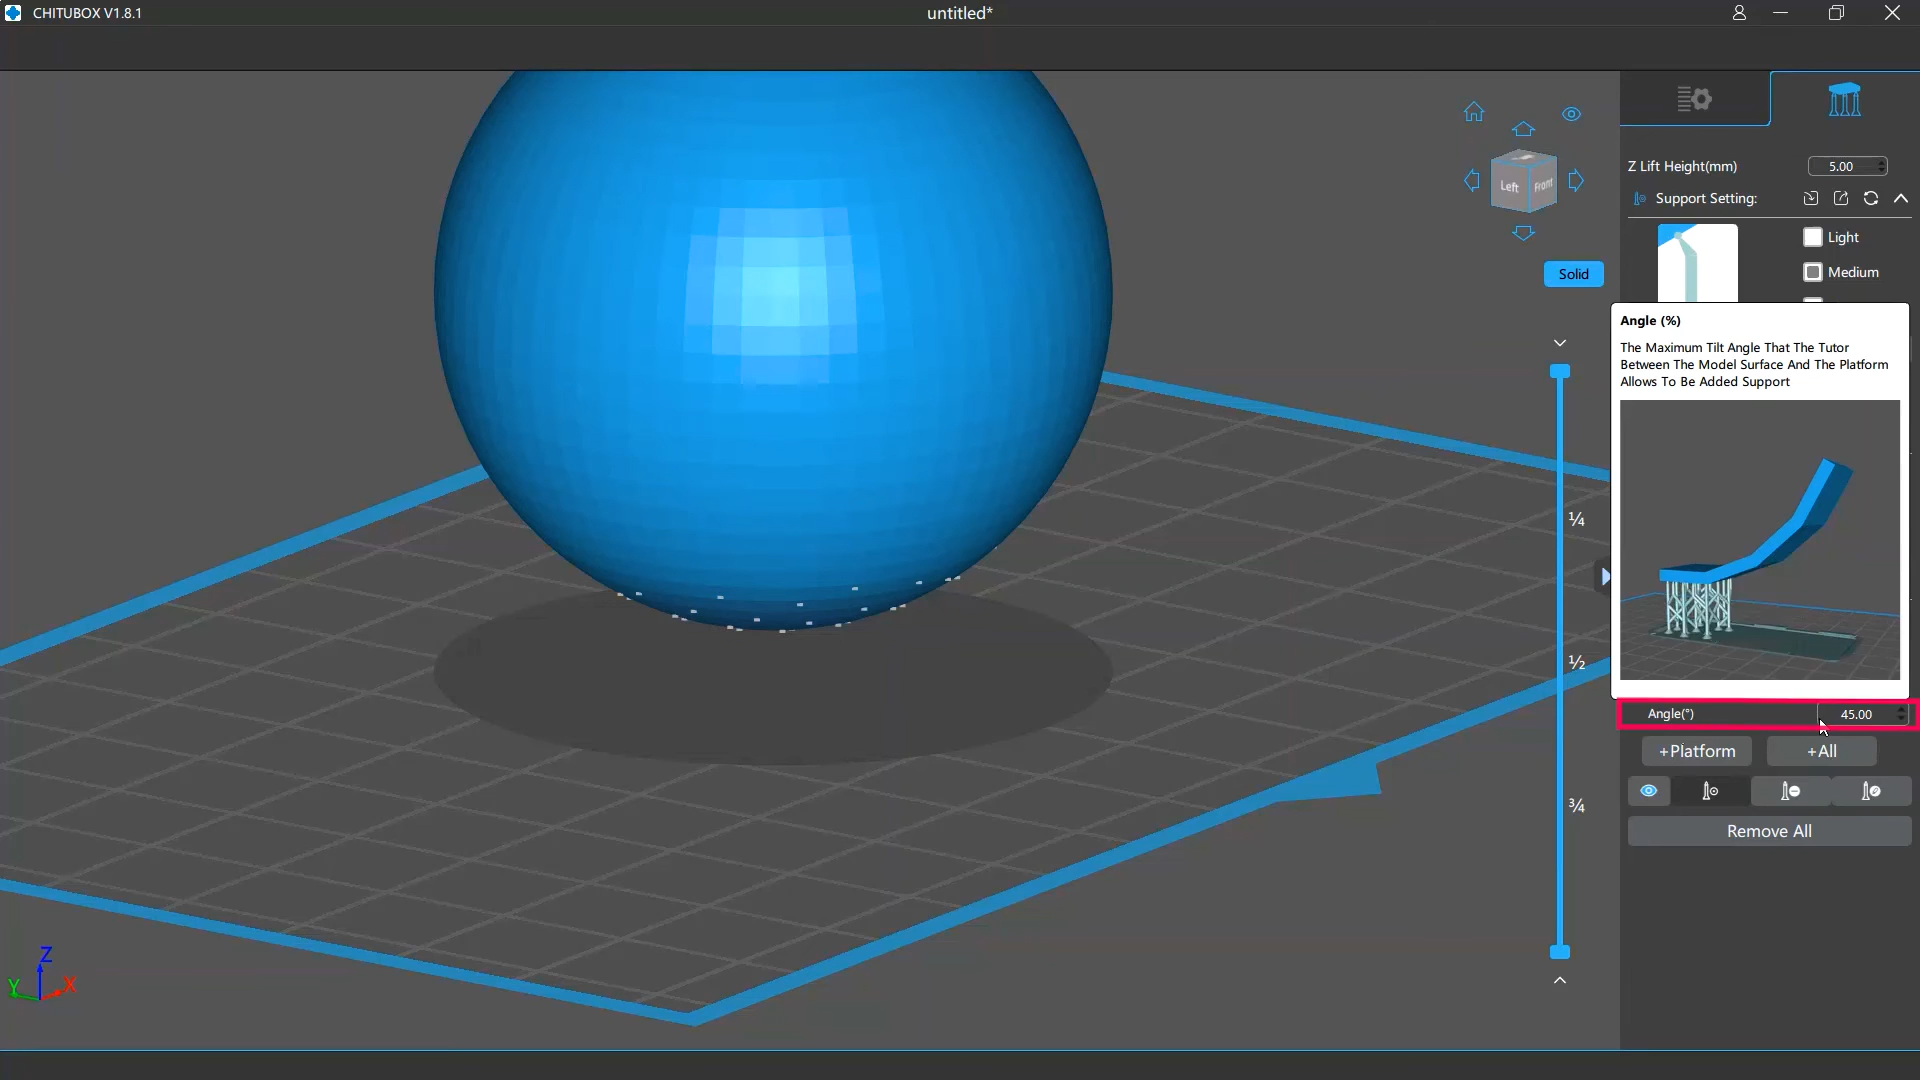 CHITUBOX V1.8.1
untitled*
Z Lift Height(mm)
5.00
Support Setting:
Light
Medium
Left
Front
Solid
Angle (%)
The Maximum Tilt Angle That The Tutor
Between The Model Surface And The Platform
Allows To Be Added Support
¼
½
¾
Angle(°)
45.00
+Platform
+All
Remove All
Z
Y
X